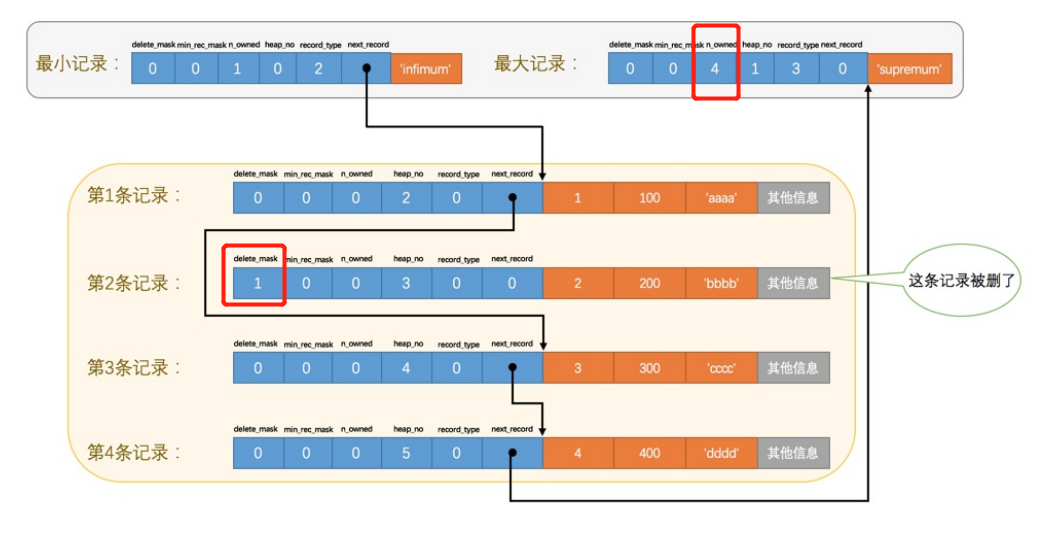 delete_mask min_rec_mask n_owned heap_no record_type next_record
最小记录： 0 0 1 0 2 'infimum'
delete_mask min_rec_mask n_owned heap_no record_type next_record
最大记录： 0 0 4 1 3 0 'supremum'
delete_mask min_rec_mask n_owned heap_no record_type next_record
第1条记录： 0 0 0 2 0 1 100 'aaaa' 其他信息
delete_mask min_rec_mask n_owned heap_no record_type next_record
第2条记录： 1 0 0 3 0 0 2 200 'bbbb' 其他信息
这条记录被删了
delete_mask min_rec_mask n_owned heap_no record_type next_record
第3条记录： 0 0 0 4 0 3 300 'cccc' 其他信息
delete_mask min_rec_mask n_owned heap_no record_type next_record
第4条记录： 0 0 0 5 0 4 400 'dddd' 其他信息